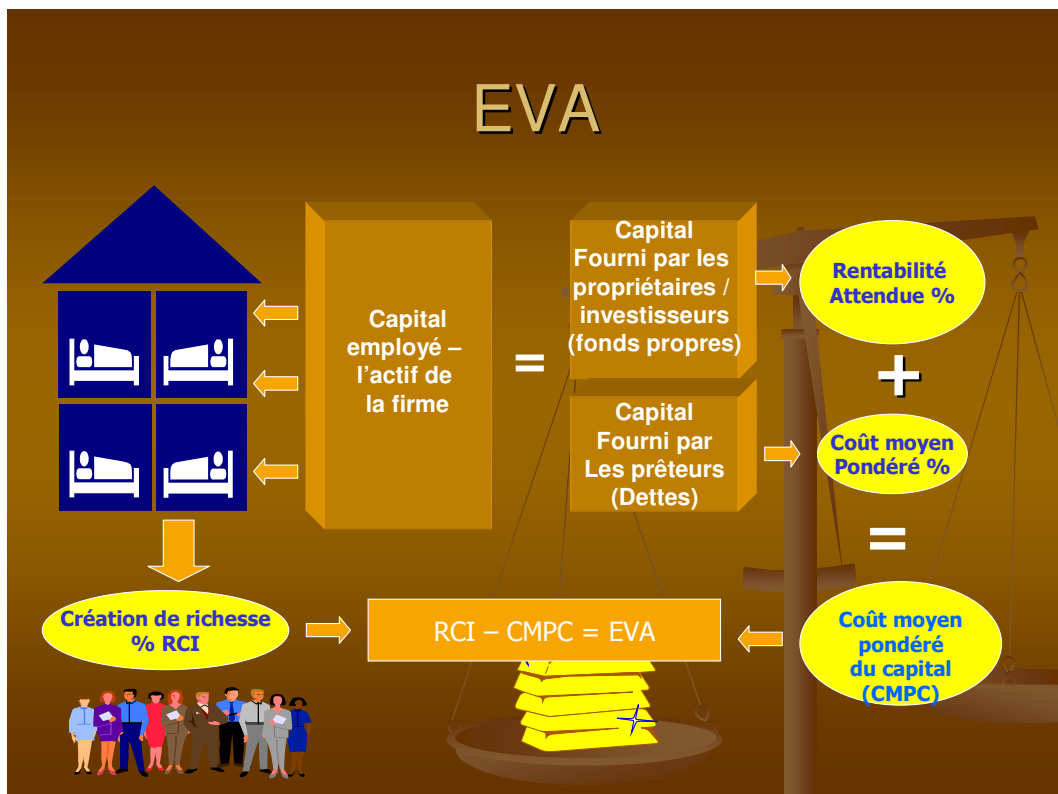 EVA
Capital
employé –
l'actif de
la firme
=
Capital
Fourni par les
propriétaires /
investisseurs
(fonds propres)
Capital
Fourni par
Les prêteurs
(Dettes)
Rentabilité
Attendue %
+
Coût moyen
Pondéré %
=
Coût moyen
pondéré
du capital
(CMPC)
Création de richesse
% RCI
RCI – CMPC = EVA